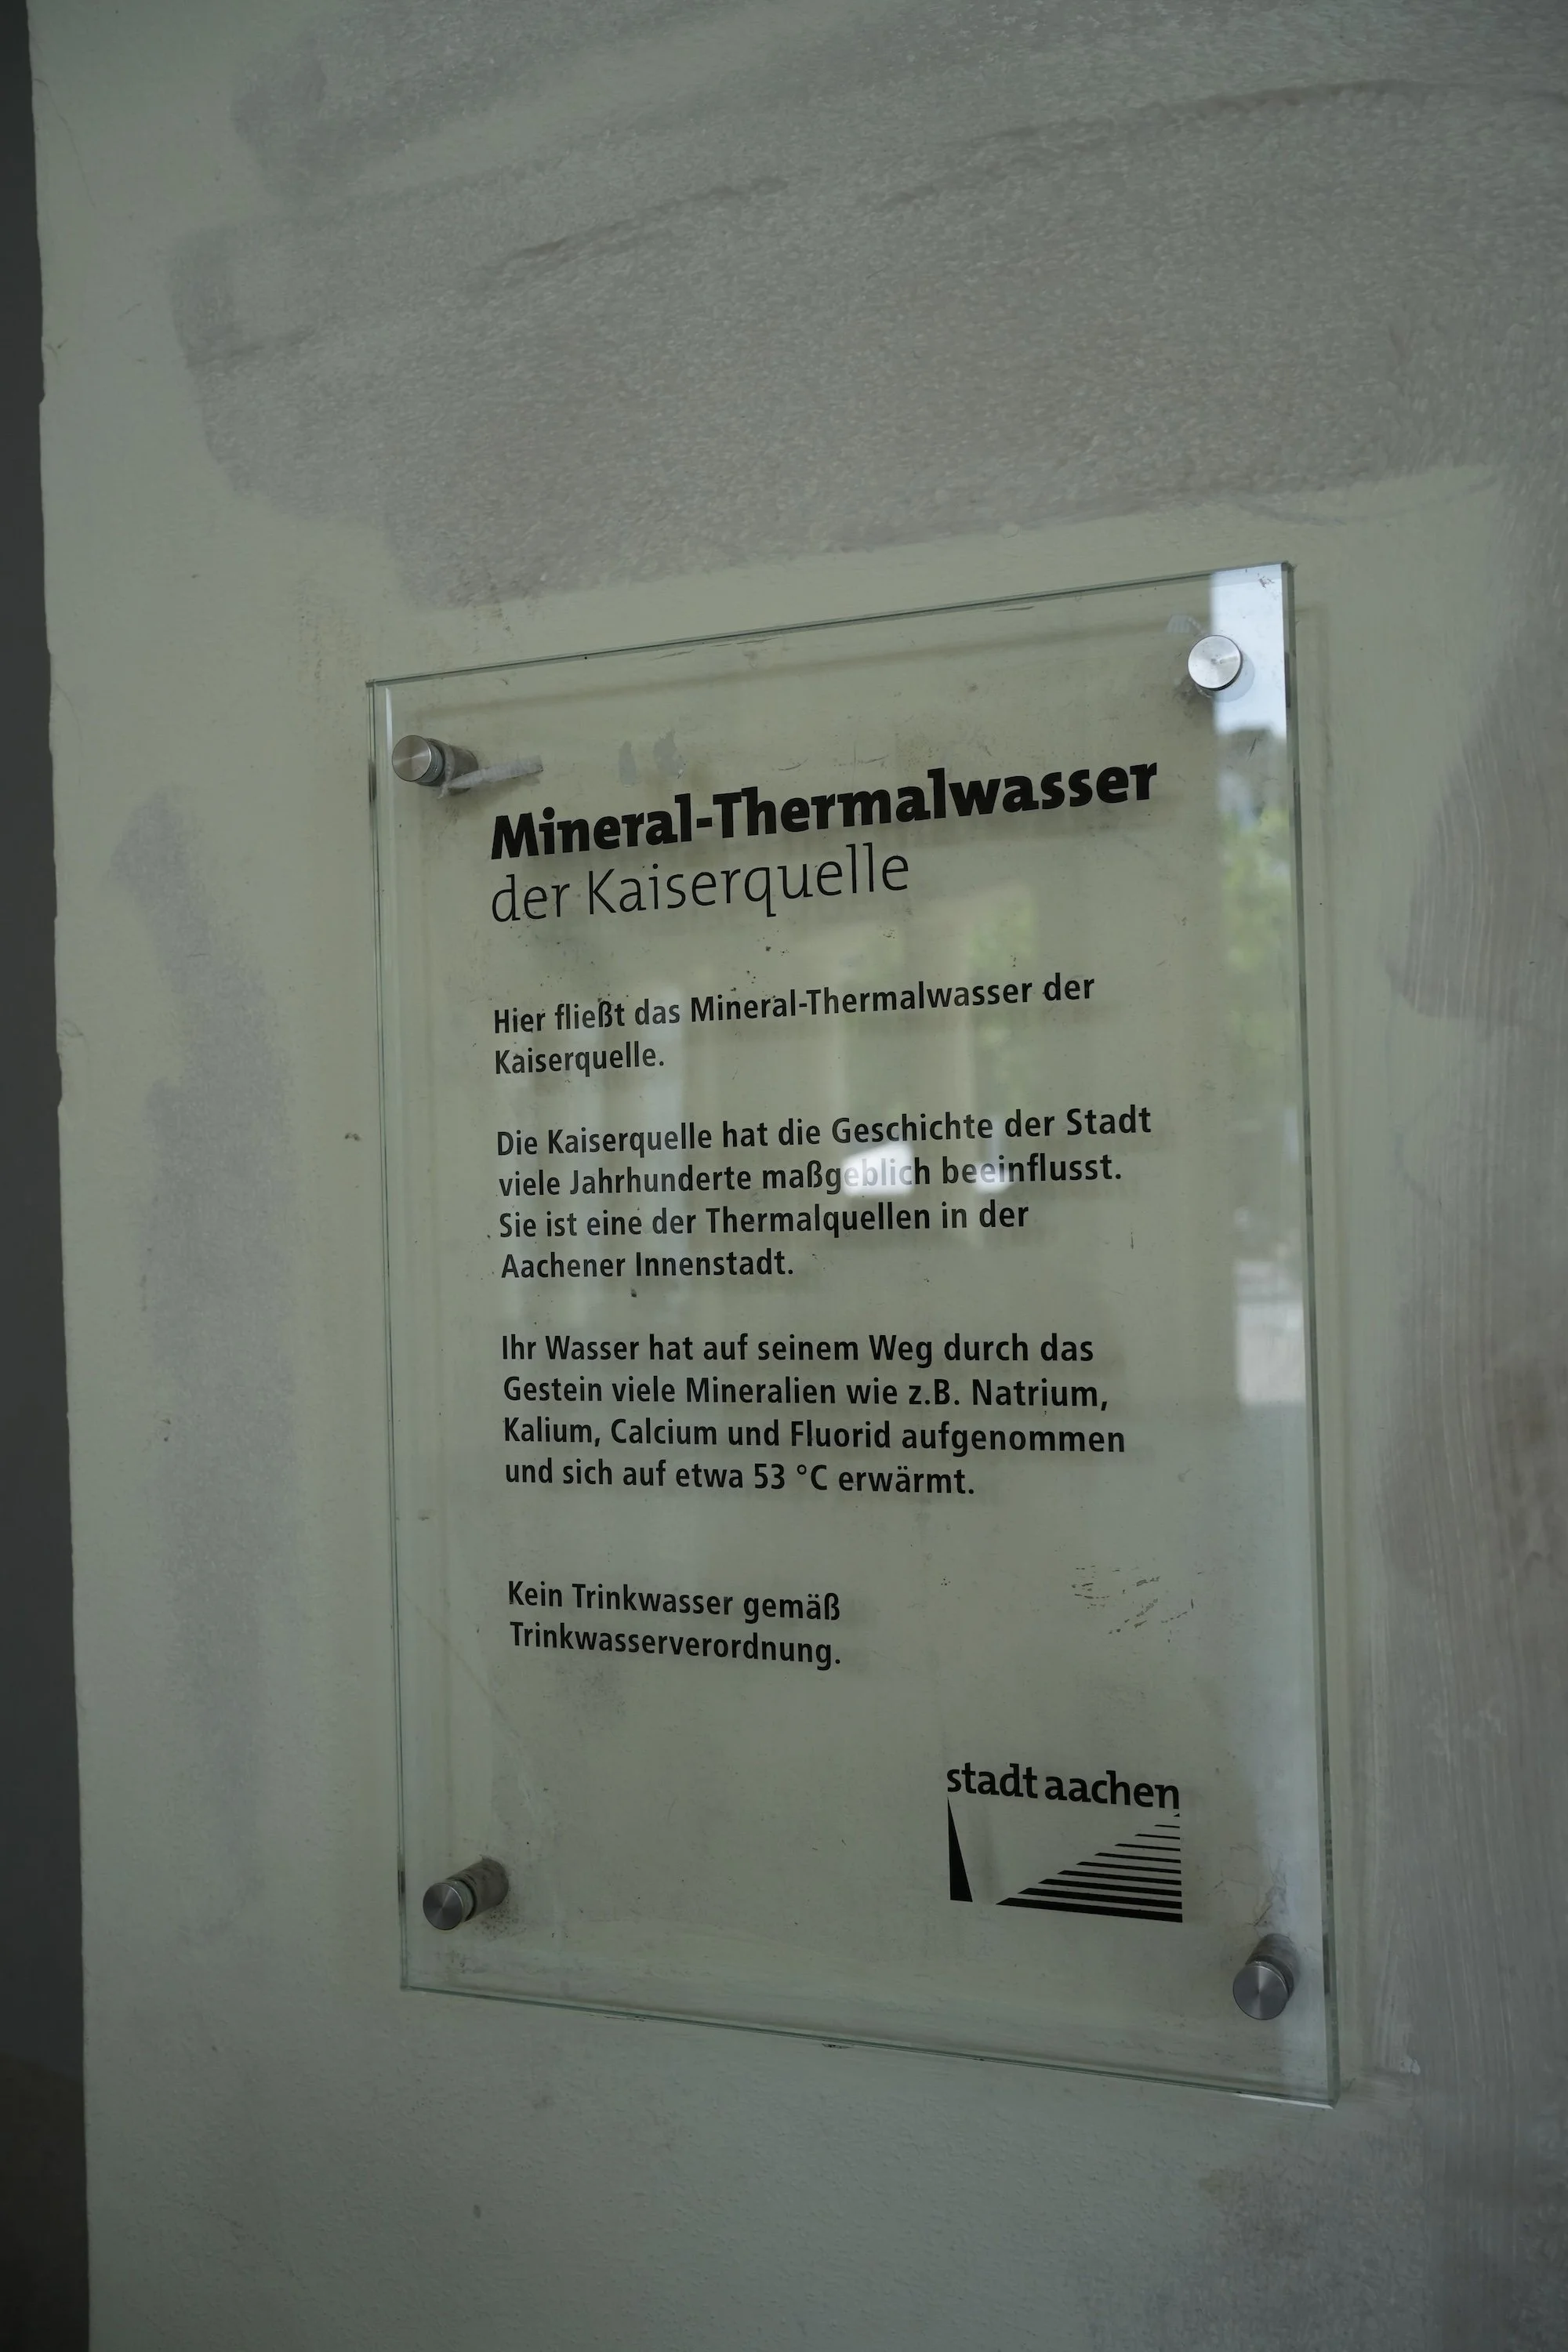 Mineral-Thermalwasser
der Kaiserquelle
Hier fließt das Mineral-Thermalwasser der
Kaiserquelle.
Die Kaiserquelle hat die Geschichte der Stadt
viele Jahrhunderte maßgeblich beeinflusst.
Sie ist eine der Thermalquellen in der
Aachener Innenstadt.
Ihr Wasser hat auf seinem Weg durch das
Gestein viele Mineralien wie z.B. Natrium,
Kalium, Calcium und Fluorid aufgenommen
und sich auf etwa 53 °C erwärmt.
Kein Trinkwasser gemäß
Trinkwasserverordnung.
stadt aachen